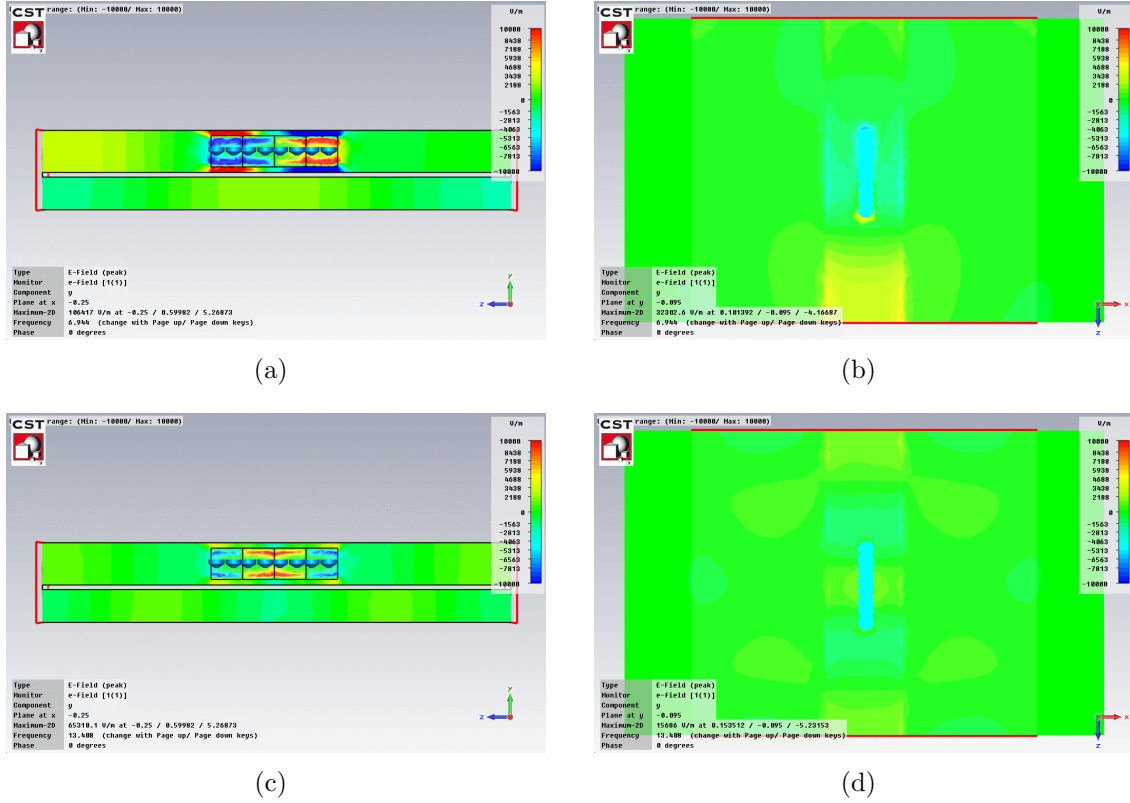 CST
range: (Min: -10000/ Max: 10000)
V/m
10000
8438
7188
5938
4688
3438
2188
0
-1563
-2813
-4063
-5313
-6563
-7813
-10000
y
z
Type E-Field (peak)
Monitor e-field [1(1)]
Component y
Plane at x -0.25
Maximum-2D 106417 V/m at -0.25 / 0.59982 / 5.26873
Frequency 6.944 (change with Page up/ Page down keys)
Phase 0 degrees
(a)
CST
range: (Min: -10000/ Max: 10000)
V/m
10000
8438
7188
5938
4688
3438
2188
0
-1563
-2813
-4063
-5313
-6563
-7813
-10000
x
z
Type E-Field (peak)
Monitor e-field [1(1)]
Component y
Plane at y -0.095
Maximum-2D 32302.6 V/m at 0.101392 / -0.095 / -4.16687
Frequency 6.944 (change with Page up/ Page down keys)
Phase 0 degrees
(b)
CST
range: (Min: -10000/ Max: 10000)
V/m
10000
8438
7188
5938
4688
3438
2188
0
-1563
-2813
-4063
-5313
-6563
-7813
-10000
y
z
Type E-Field (peak)
Monitor e-field [1(1)]
Component y
Plane at x -0.25
Maximum-2D 65310.1 V/m at -0.25 / 0.59982 / 5.26873
Frequency 13.408 (change with Page up/ Page down keys)
Phase 0 degrees
(c)
CST
range: (Min: -10000/ Max: 10000)
V/m
10000
8438
7188
5938
4688
3438
2188
0
-1563
-2813
-4063
-5313
-6563
-7813
-10000
x
z
Type E-Field (peak)
Monitor e-field [1(1)]
Component y
Plane at y -0.095
Maximum-2D 15686 V/m at 0.153512 / -0.095 / -5.23153
Frequency 13.408 (change with Page up/ Page down keys)
Phase 0 degrees
(d)